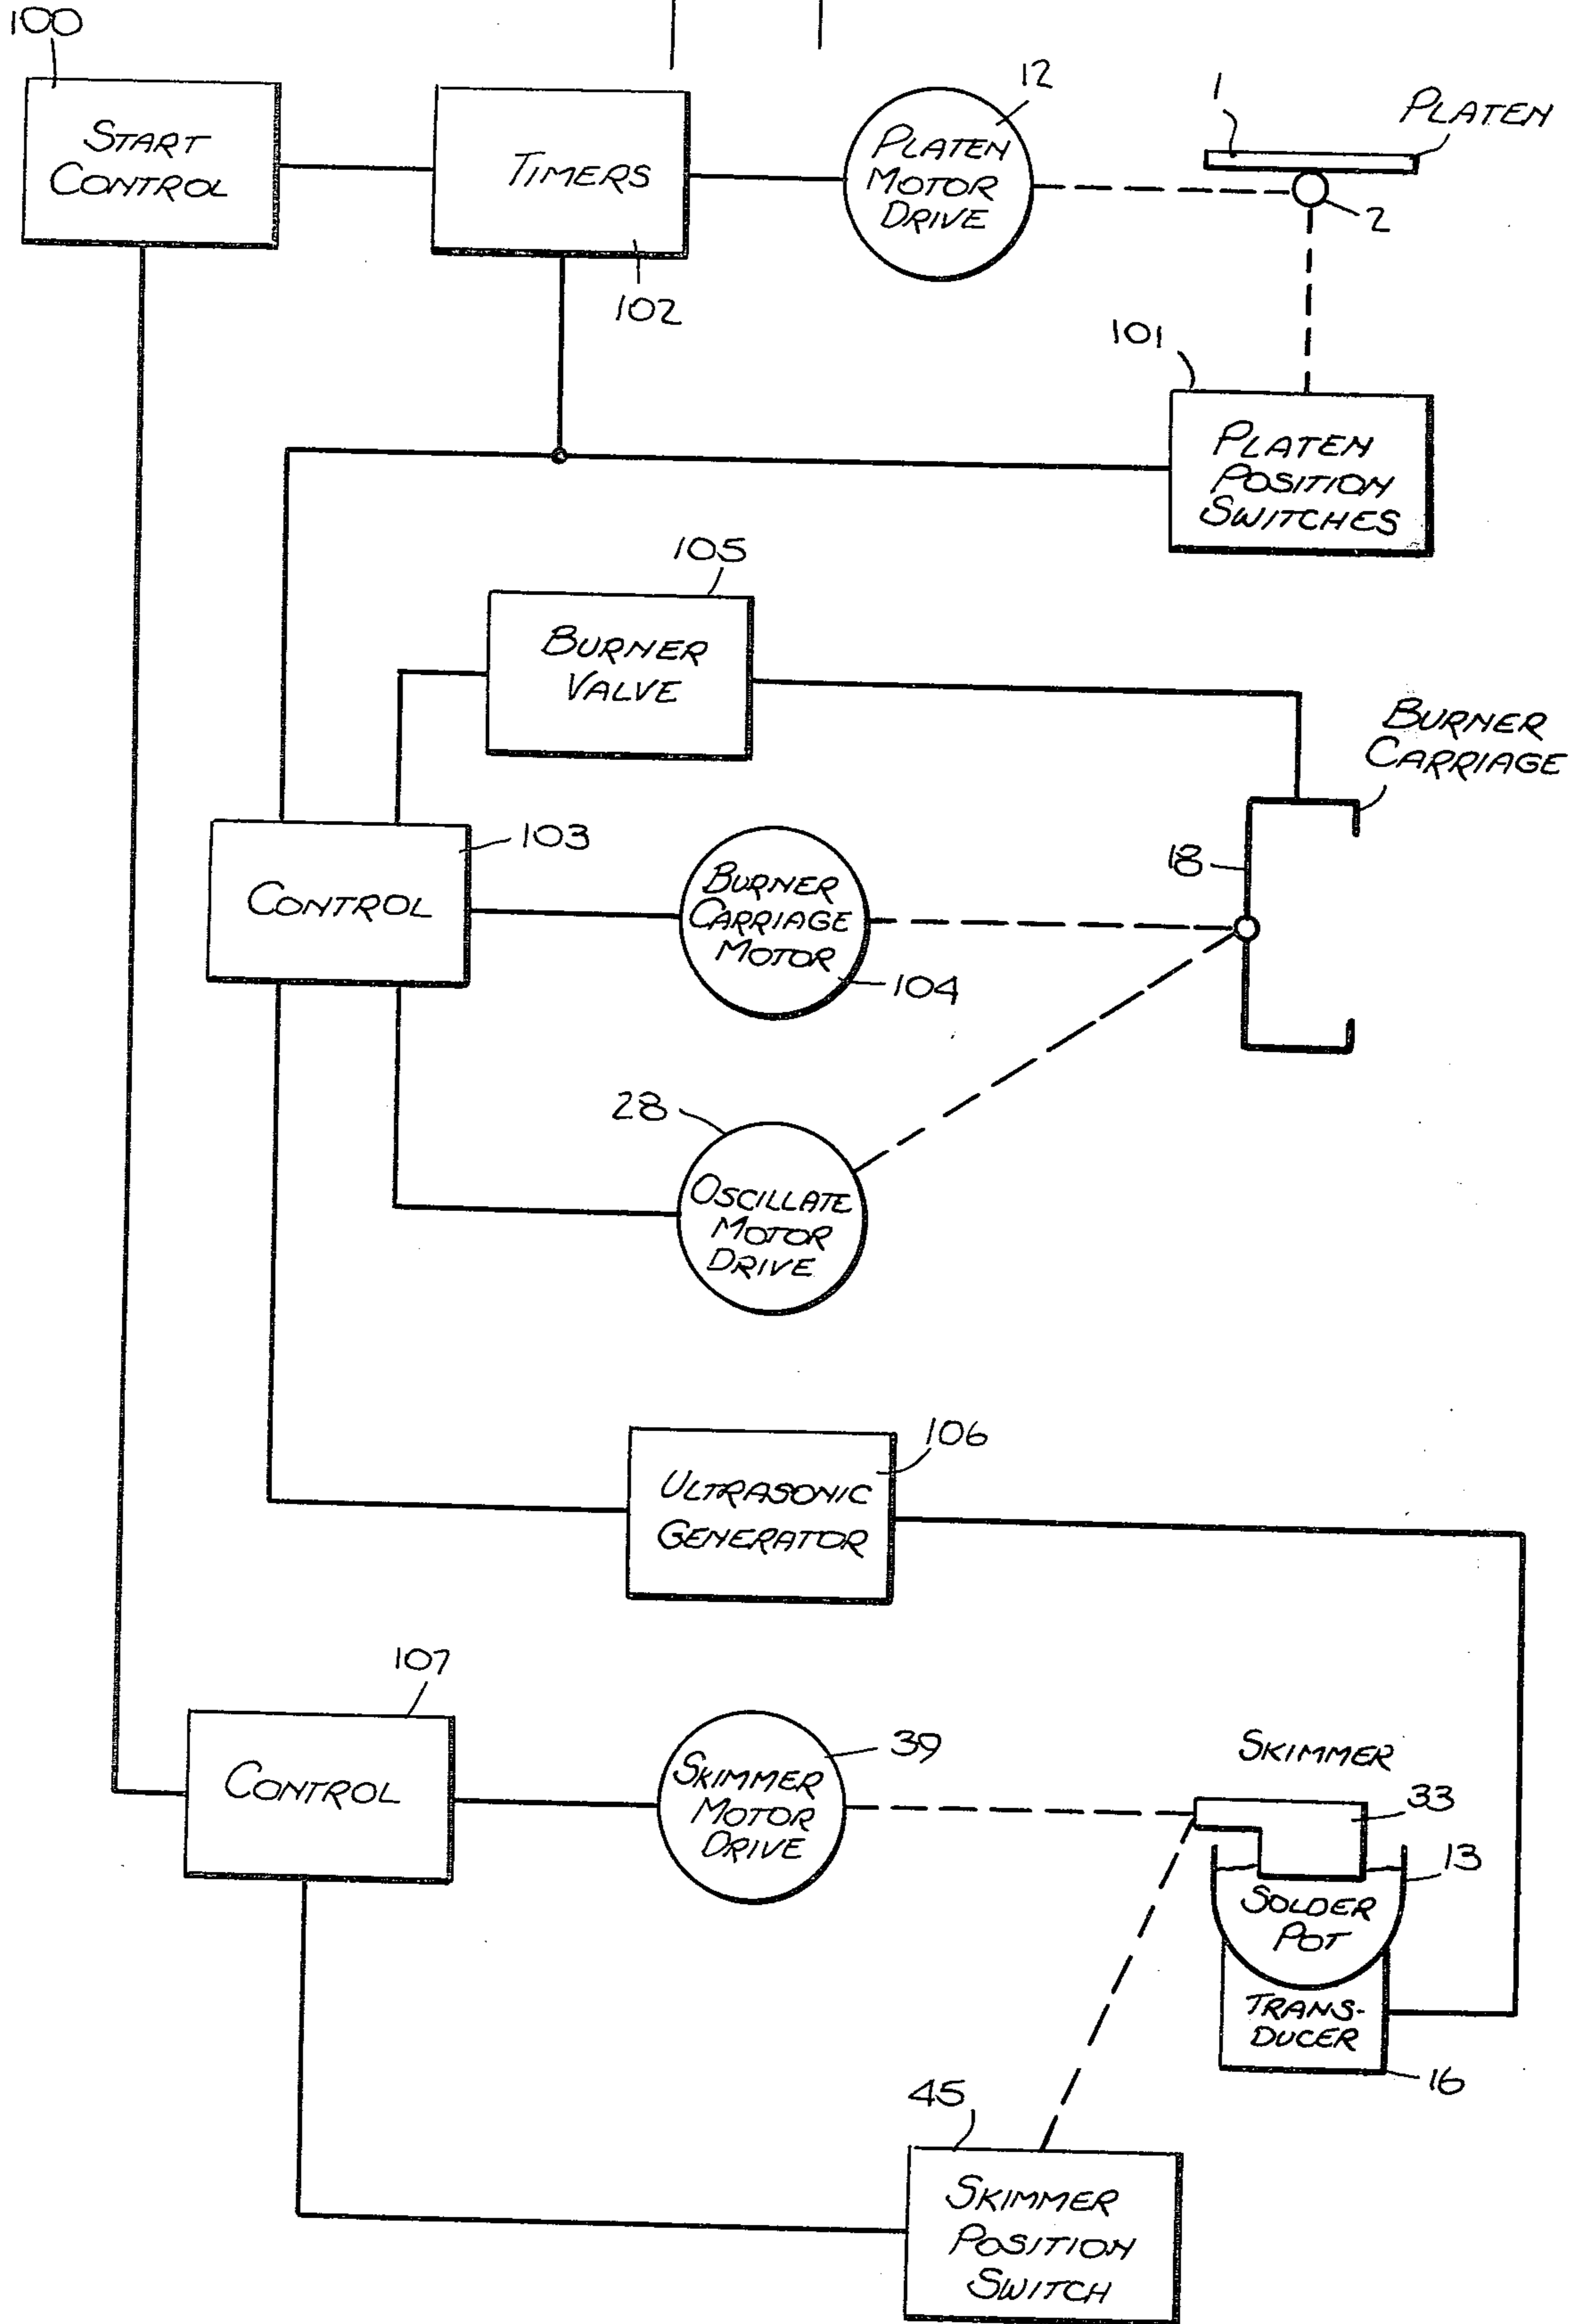 100
START
CONTROL
TIMERS
102
12
PLATEN
MOTOR
DRIVE
1
PLATEN
2
101
PLATEN
POSITION
SWITCHES
105
BURNER
VALVE
BURNER
CARRIAGE
103
CONTROL
BURNER
CARRIAGE
MOTOR
104
18
28
OSCILLATE
MOTOR
DRIVE
106
ULTRASONIC
GENERATOR
107
CONTROL
39
SKIMMER
MOTOR
DRIVE
SKIMMER
33
13
SOLDER
POT
TRANS-
DUCER
16
45
SKIMMER
POSITION
SWITCH